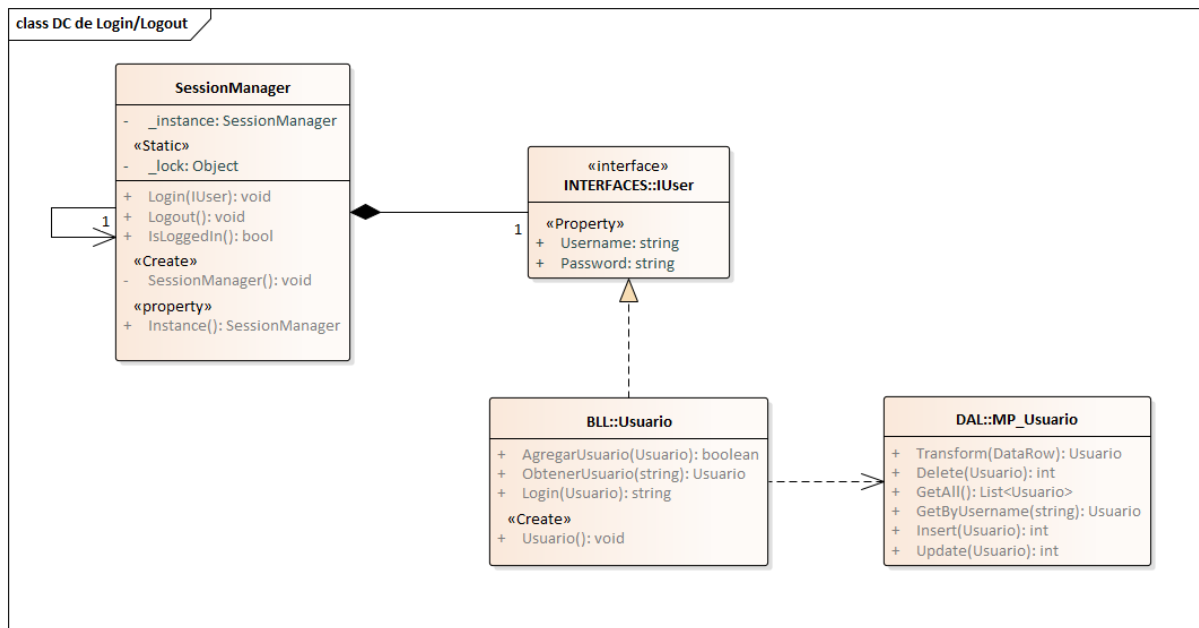 class DC de Login/Logout
SessionManager
- _instance: SessionManager
«Static»
- _lock: Object
+ Login(IUser): void
+ Logout(): void
+ IsLoggedIn(): bool
«Create»
- SessionManager(): void
«property»
+ Instance(): SessionManager
1
1
«interface»
INTERFACES::IUser
«Property»
+ Username: string
+ Password: string
BLL::Usuario
+ AgregarUsuario(Usuario): boolean
+ ObtenerUsuario(string): Usuario
+ Login(Usuario): string
«Create»
+ Usuario(): void
DAL::MP_Usuario
+ Transform(DataRow): Usuario
+ Delete(Usuario): int
+ GetAll(): List<Usuario>
+ GetByUsername(string): Usuario
+ Insert(Usuario): int
+ Update(Usuario): int